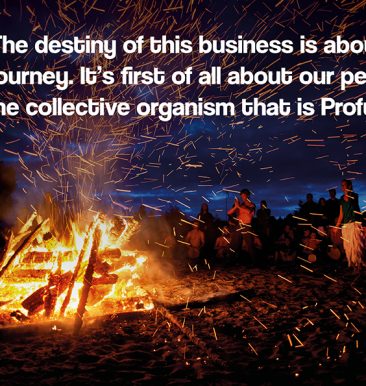 The destiny of this business is abou
ourney. It's first of all about our pe
he collective organism that is Profu